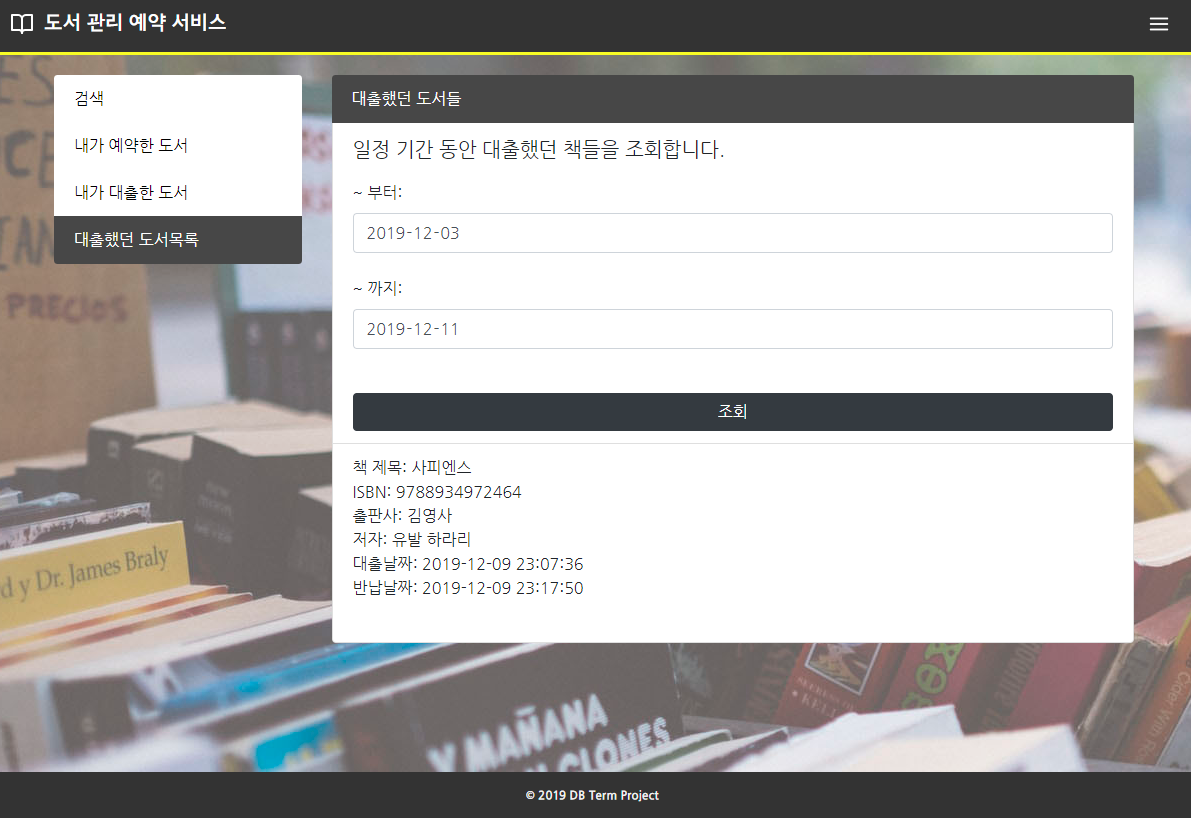 도서 관리 예약 서비스
검색
내가 예약한 도서
내가 대출한 도서
대출했던 도서목록
대출했던 도서들
일정 기간 동안 대출했던 책들을 조회합니다.
~ 부터:
2019-12-03
~ 까지:
2019-12-11
조회
책 제목: 사피엔스
ISBN: 9788934972464
출판사: 김영사
저자: 유발 하라리
대출날짜: 2019-12-09 23:07:36
반납날짜: 2019-12-09 23:17:50
PRECIOS
d y Dr. James Braly
Y MAÑANA
CLONES
© 2019 DB Term Project